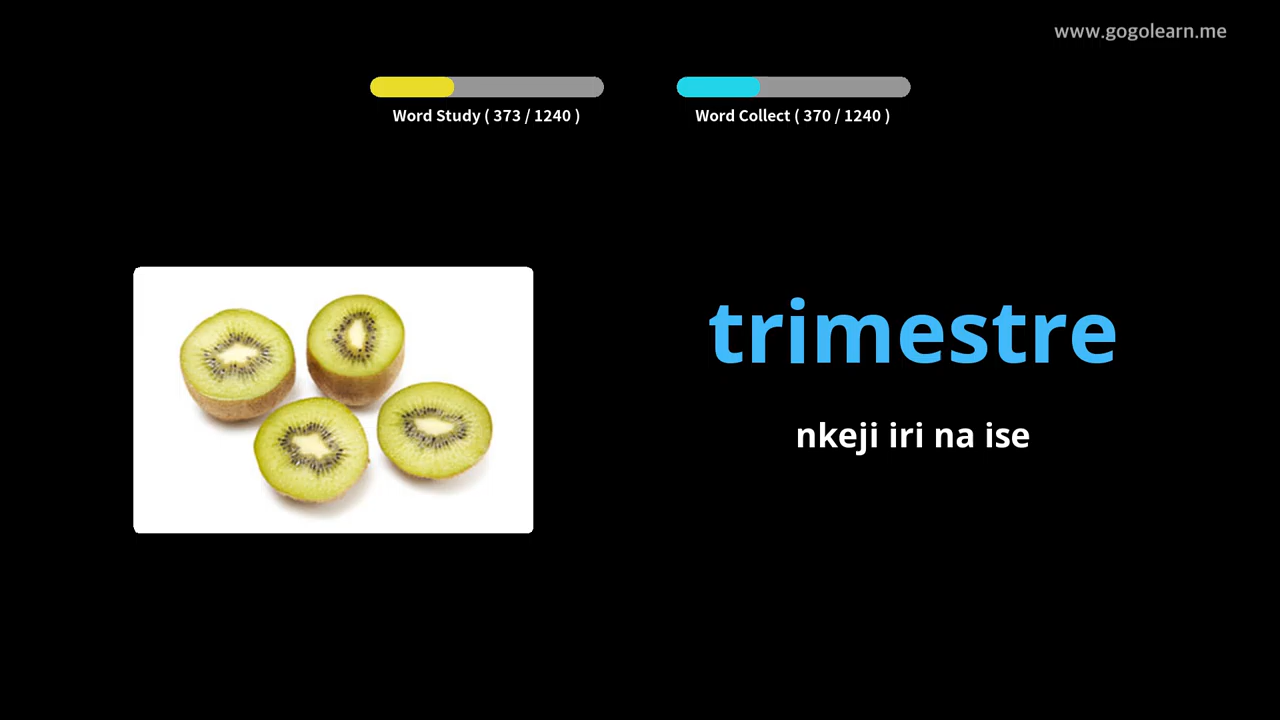 www.gogolearn.me
Word Study ( 373 / 1240 )
Word Collect ( 370 / 1240 )
trimestre
nkeji iri na ise